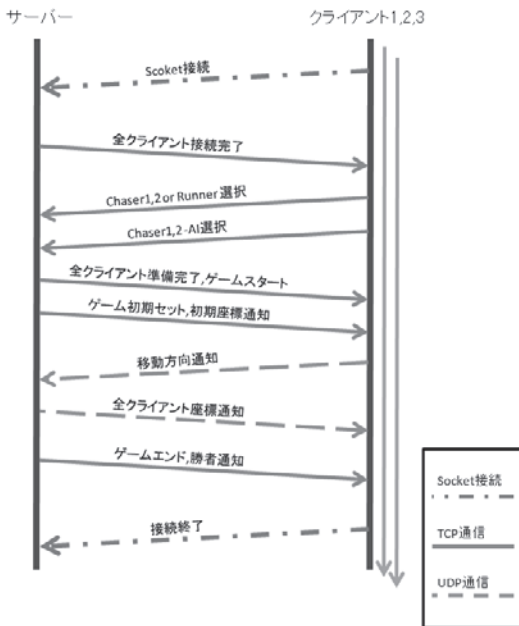 サーバー
クライアント1,2,3
Scoket接続
全クライアント接続完了
Chaser1,2 or Runner選択
Chaser1,2-AI選択
全クライアント準備完了,ゲームスタート
ゲーム初期セット,初期座標通知
移動方向通知
全クライアント座標通知
ゲームエンド,勝者通知
接続終了
Socket接続
TCP通信
UDP通信